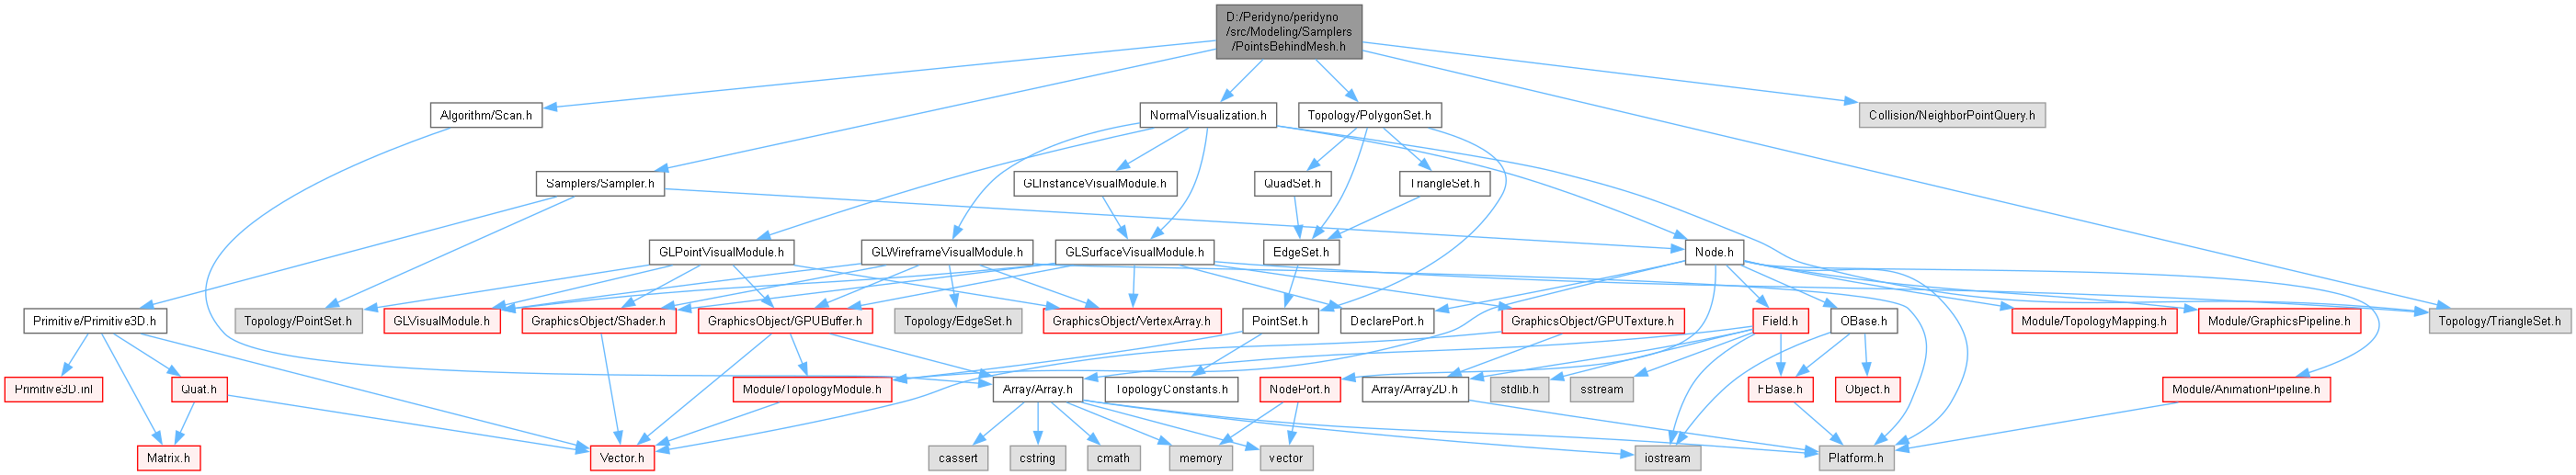 D:/Peridyno/peridyno
/src/Modeling/Samplers
/PointsBehindMesh.h
Algorithm/Scan.h
NormalVisualization.h
Topology/PolygonSet.h
Collision/NeighborPointQuery.h
Samplers/Sampler.h
GLInstanceVisualModule.h
QuadSet.h
TriangleSet.h
GLPointVisualModule.h
GLWireframeVisualModule.h
GLSurfaceVisualModule.h
EdgeSet.h
Node.h
Primitive/Primitive3D.h
Topology/PointSet.h
GLVisualModule.h
GraphicsObject/Shader.h
GraphicsObject/GPUBuffer.h
Topology/EdgeSet.h
GraphicsObject/VertexArray.h
PointSet.h
DeclarePort.h
GraphicsObject/GPUTexture.h
Field.h
OBase.h
Module/TopologyMapping.h
Module/GraphicsPipeline.h
Topology/TriangleSet.h
Primitive3D.inl
Quat.h
Module/TopologyModule.h
Array/Array.h
TopologyConstants.h
NodePort.h
Array/Array2D.h
stdlib.h
sstream
FBase.h
Object.h
Module/AnimationPipeline.h
Matrix.h
Vector.h
cassert
cstring
cmath
memory
vector
iostream
Platform.h